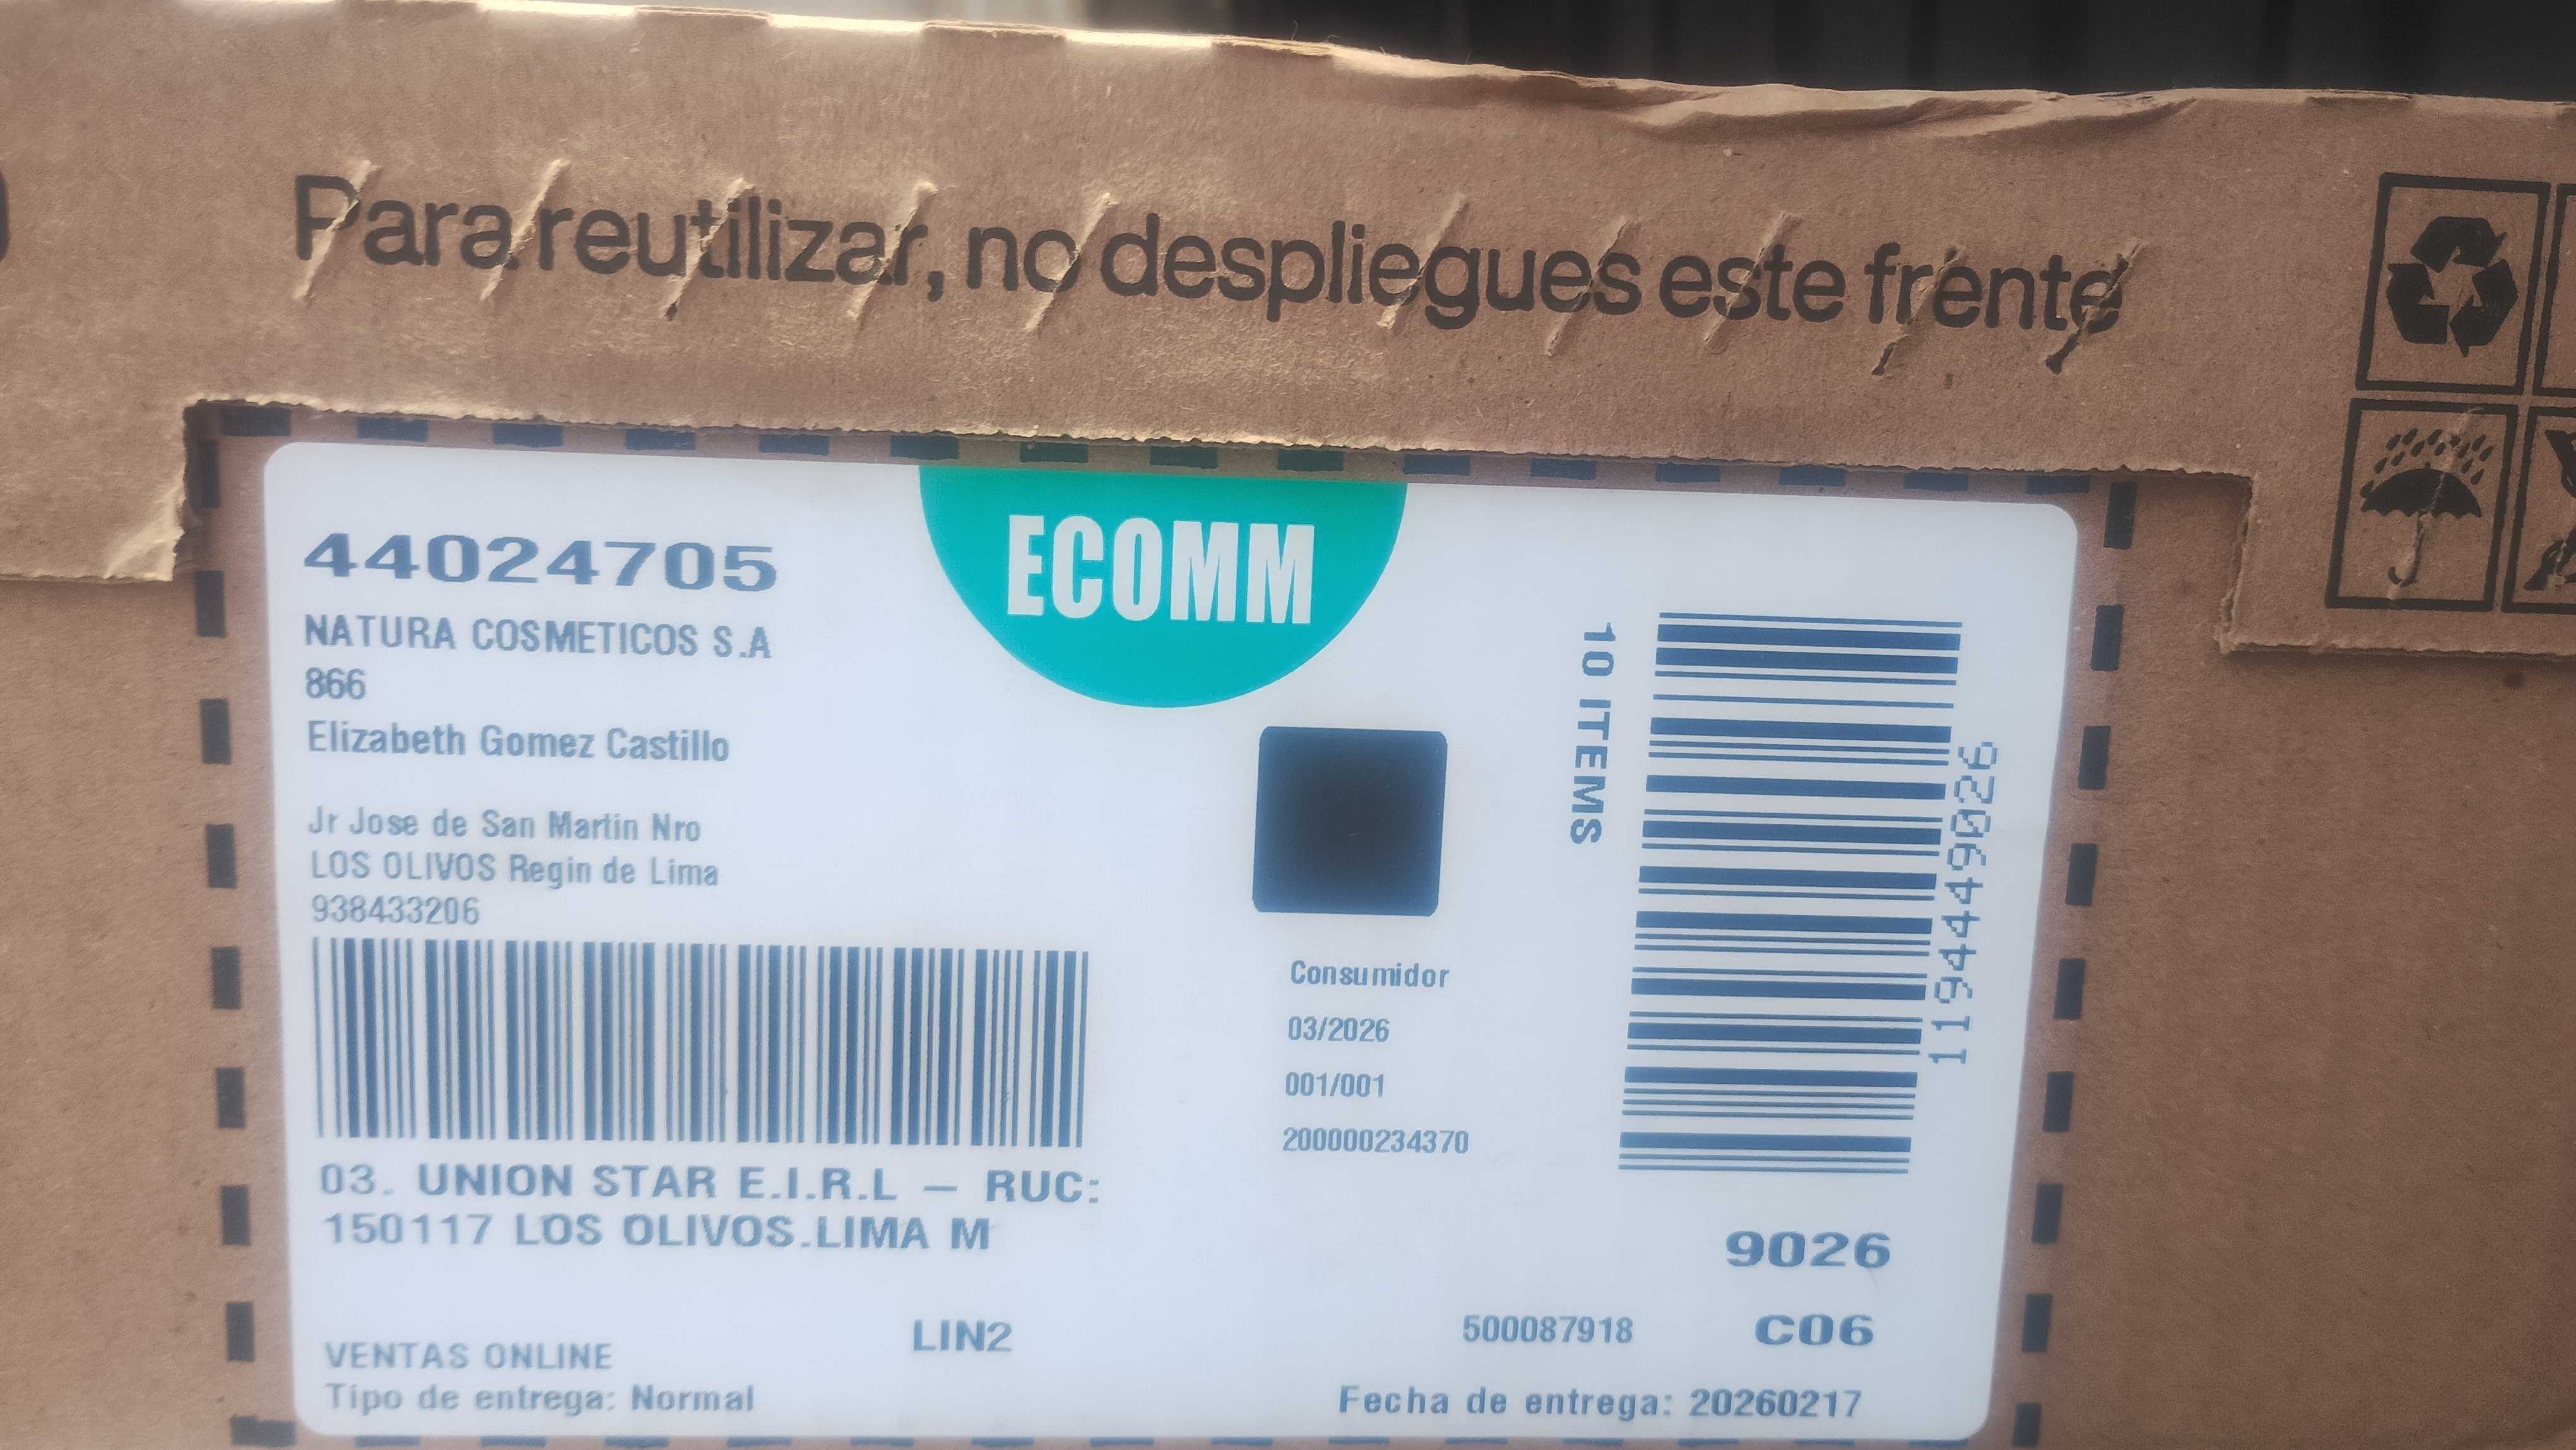 Para reutilizar, no despliegues este frente
ECOMM
44024705
NATURA COSMETICOS S.A
866
Elizabeth Gomez Castillo
Jr Jose de San Martin Nro
LOS OLIVOS Regin de Lima
938433206
03. UNION STAR E.I.R.L – RUC:
150117 LOS OLIVOS.LIMA M
VENTAS ONLINE
Tipo de entrega: Normal
LIN2
Consumidor
03/2026
001/001
200000234370
10 ITEMS
11944449026
9026
500087918
C06
Fecha de entrega: 20260217